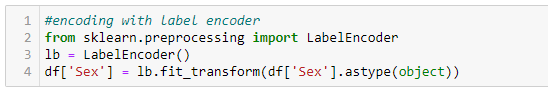 1 #encoding with label encoder
2 from sklearn.preprocessing import LabelEncoder
3 lb = LabelEncoder()
4 df['Sex'] = lb.fit_transform(df['Sex'].astype(object))